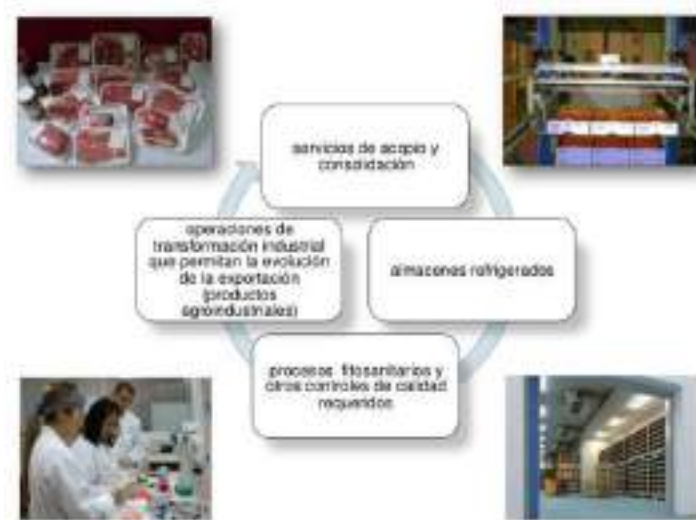 servicios de acopio y
consolidación
almacenes refrigerados
procesos fitosanitarios y
otros controles de calidad
requeridos
operaciones de
transformación industrial
que permitan la evolución
de la exportación
(productos
agroindustriales)